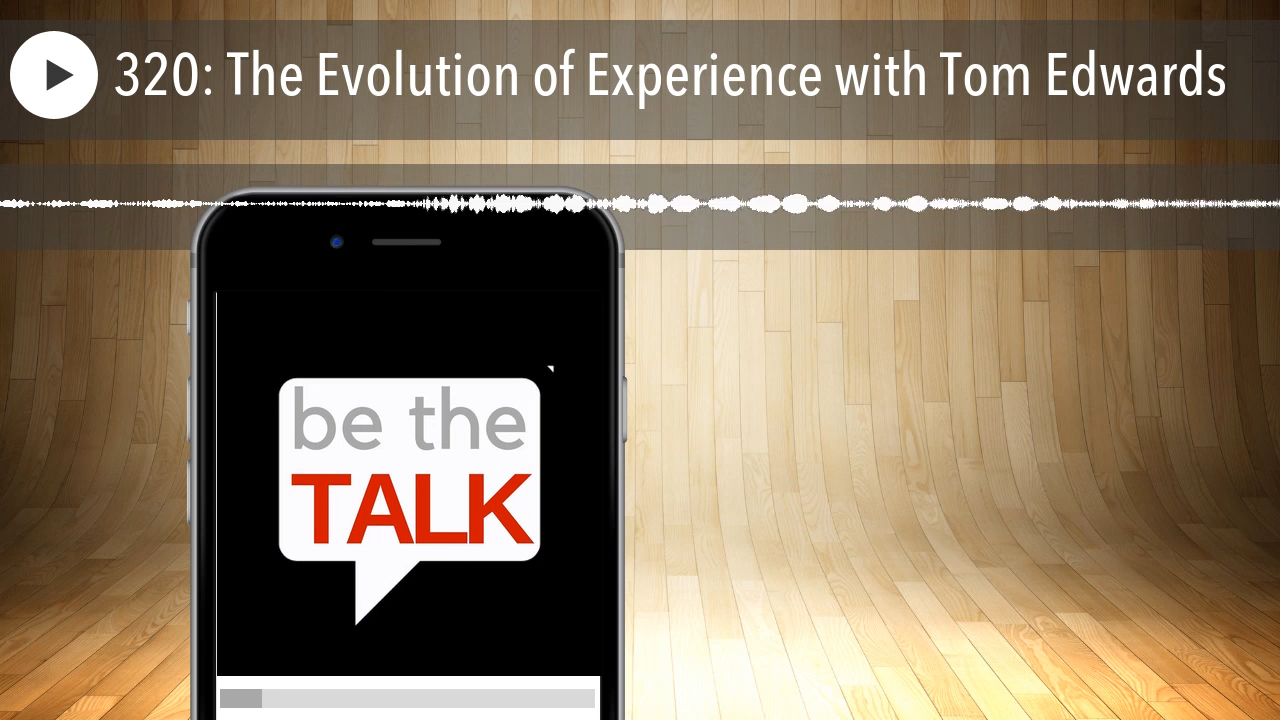 320: The Evolution of Experience with Tom Edwards
be the
TALK